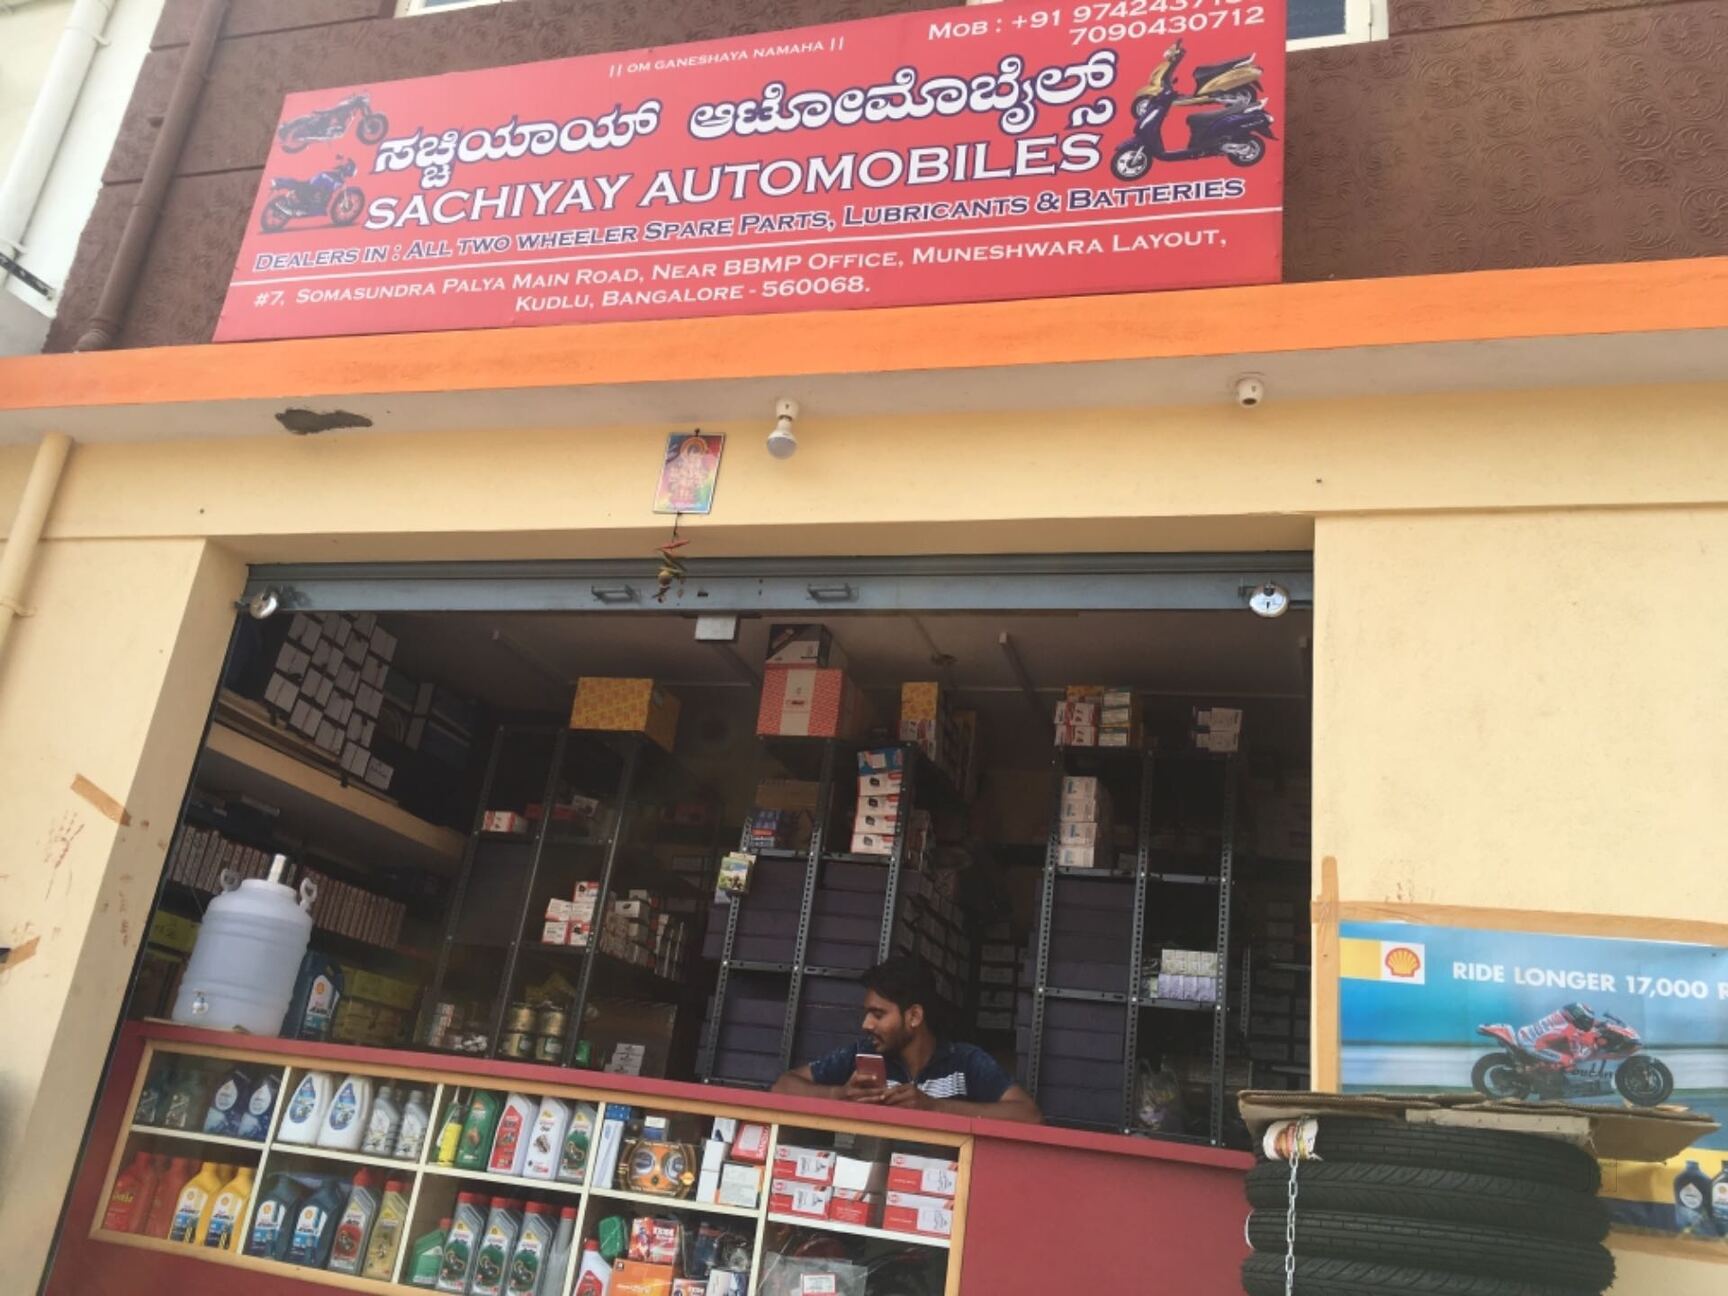 || OM GANESHAYA NAMAHA ||
MOB : +91
7090430712
ಸಚ್ಚಿಯಾಯ್ ಆಟೋಮೊಬೈಲ್ಸ್
SACHIYAY AUTOMOBILES
DEALERS IN : ALL TWO WHEELER SPARE PARTS, LUBRICANTS & BATTERIES
#7, SOMASUNDRA PALYA MAIN ROAD, NEAR BBMP OFFICE, MUNESHWARA LAYOUT,
KUDLU, BANGALORE - 560068.
RIDE LONGER 17,000